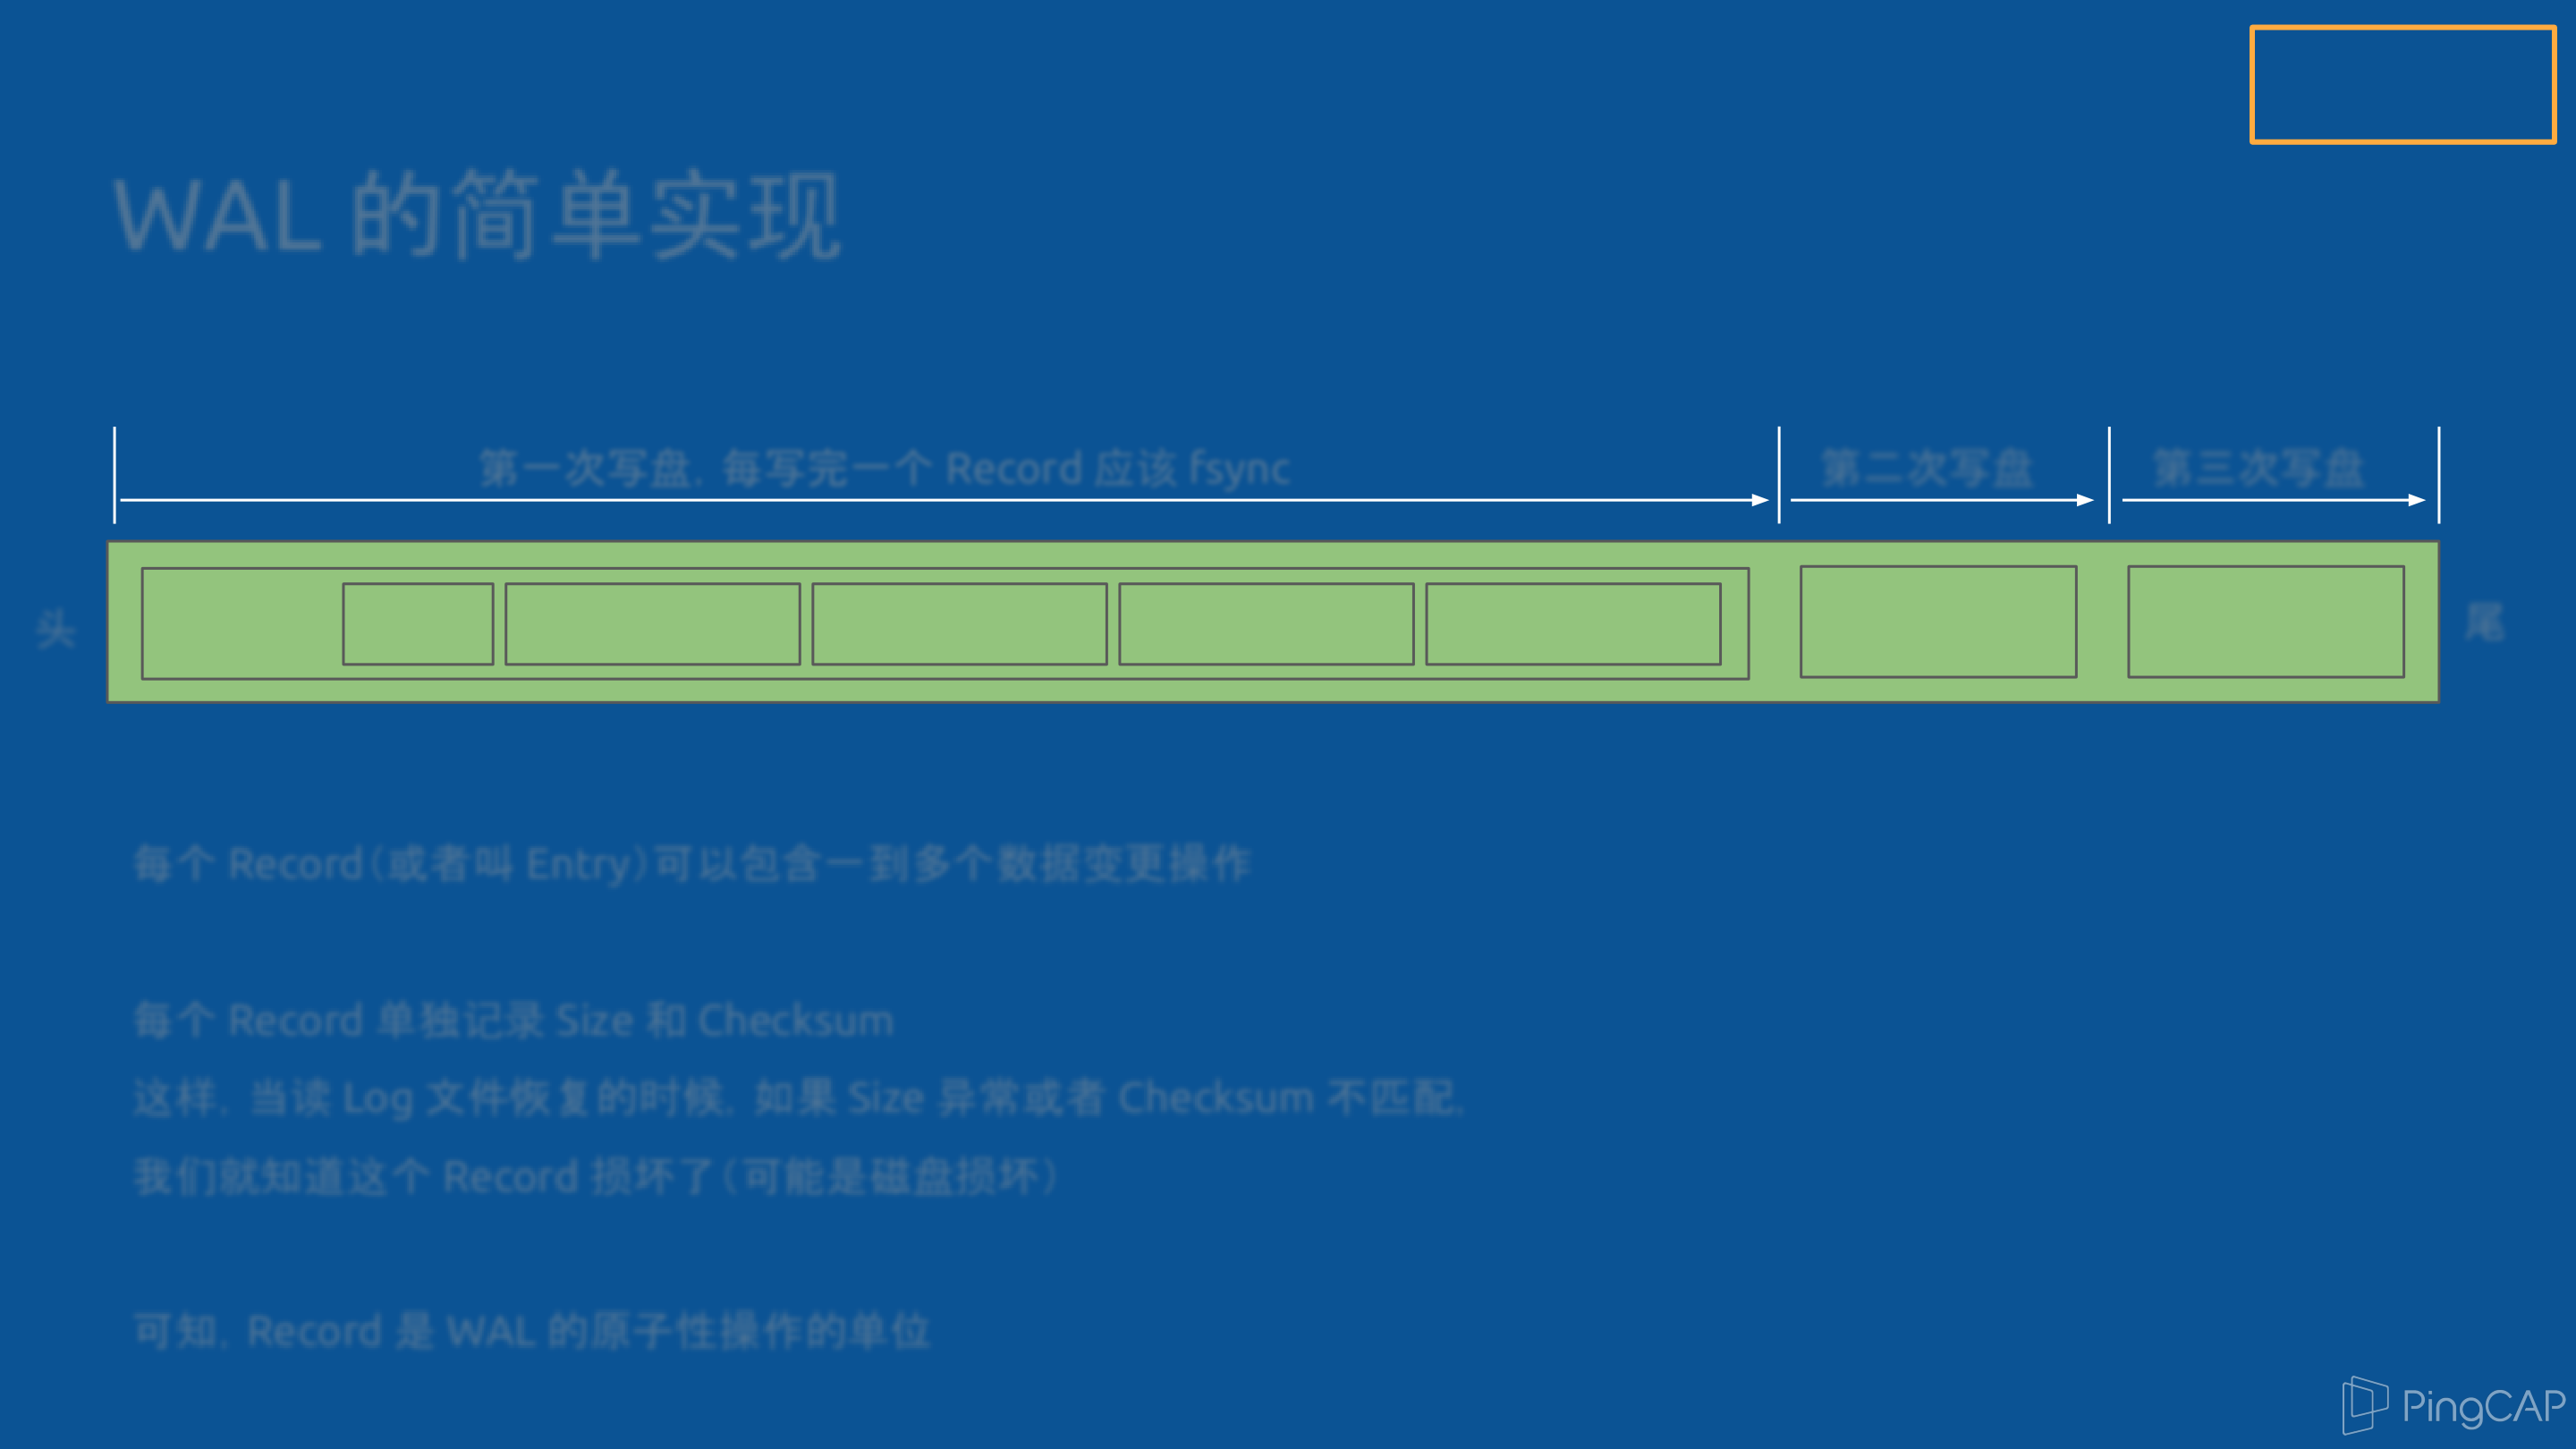 WAL 的简单实现
第一次写盘，每写完一个 Record 应该 fsync
第二次写盘
第三次写盘
头
尾
每个 Record（或者叫 Entry）可以包含一到多个数据变更操作
每个 Record 单独记录 Size 和 Checksum
这样，当读 Log 文件恢复的时候，如果 Size 异常或者 Checksum 不匹配，
我们就知道这个 Record 损坏了（可能是磁盘损坏）
可知，Record 是 WAL 的原子性操作的单位
PingCAP